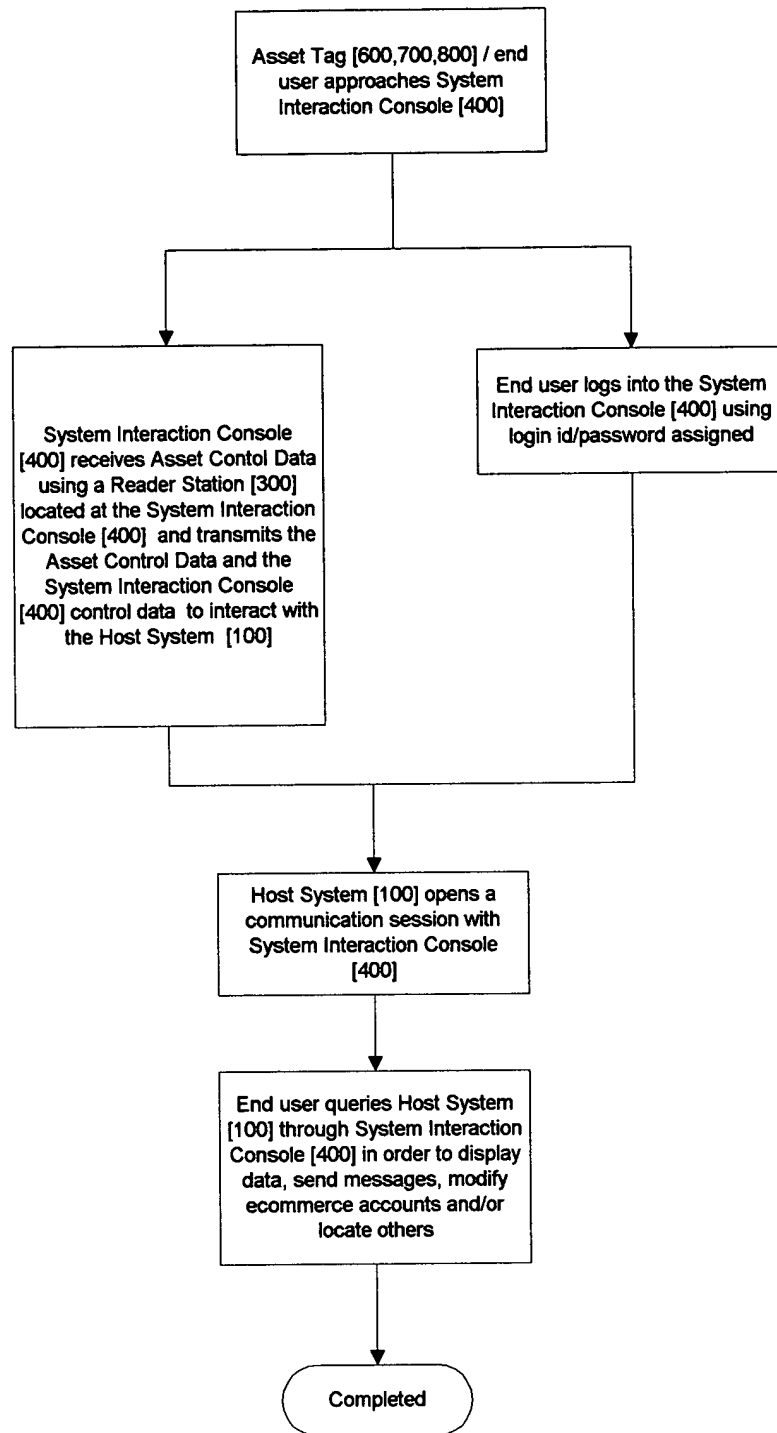 Asset Tag [600,700,800] / end
user approaches System
Interaction Console [400]
System Interaction Console
[400] receives Asset Contol Data
using a Reader Station [300]
located at the System Interaction
Console [400] and transmits the
Asset Control Data and the
System Interaction Console
[400] control data to interact with
the Host System [100]
End user logs into the System
Interaction Console [400] using
login id/password assigned
Host System [100] opens a
communication session with
System Interaction Console
[400]
End user queries Host System
[100] through System Interaction
Console [400] in order to display
data, send messages, modify
ecommerce accounts and/or
locate others
Completed